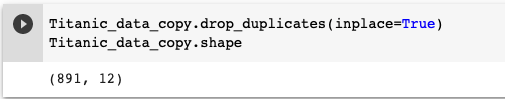 Titanic_data_copy.drop_duplicates(inplace=True)
Titanic_data_copy.shape
(891, 12)